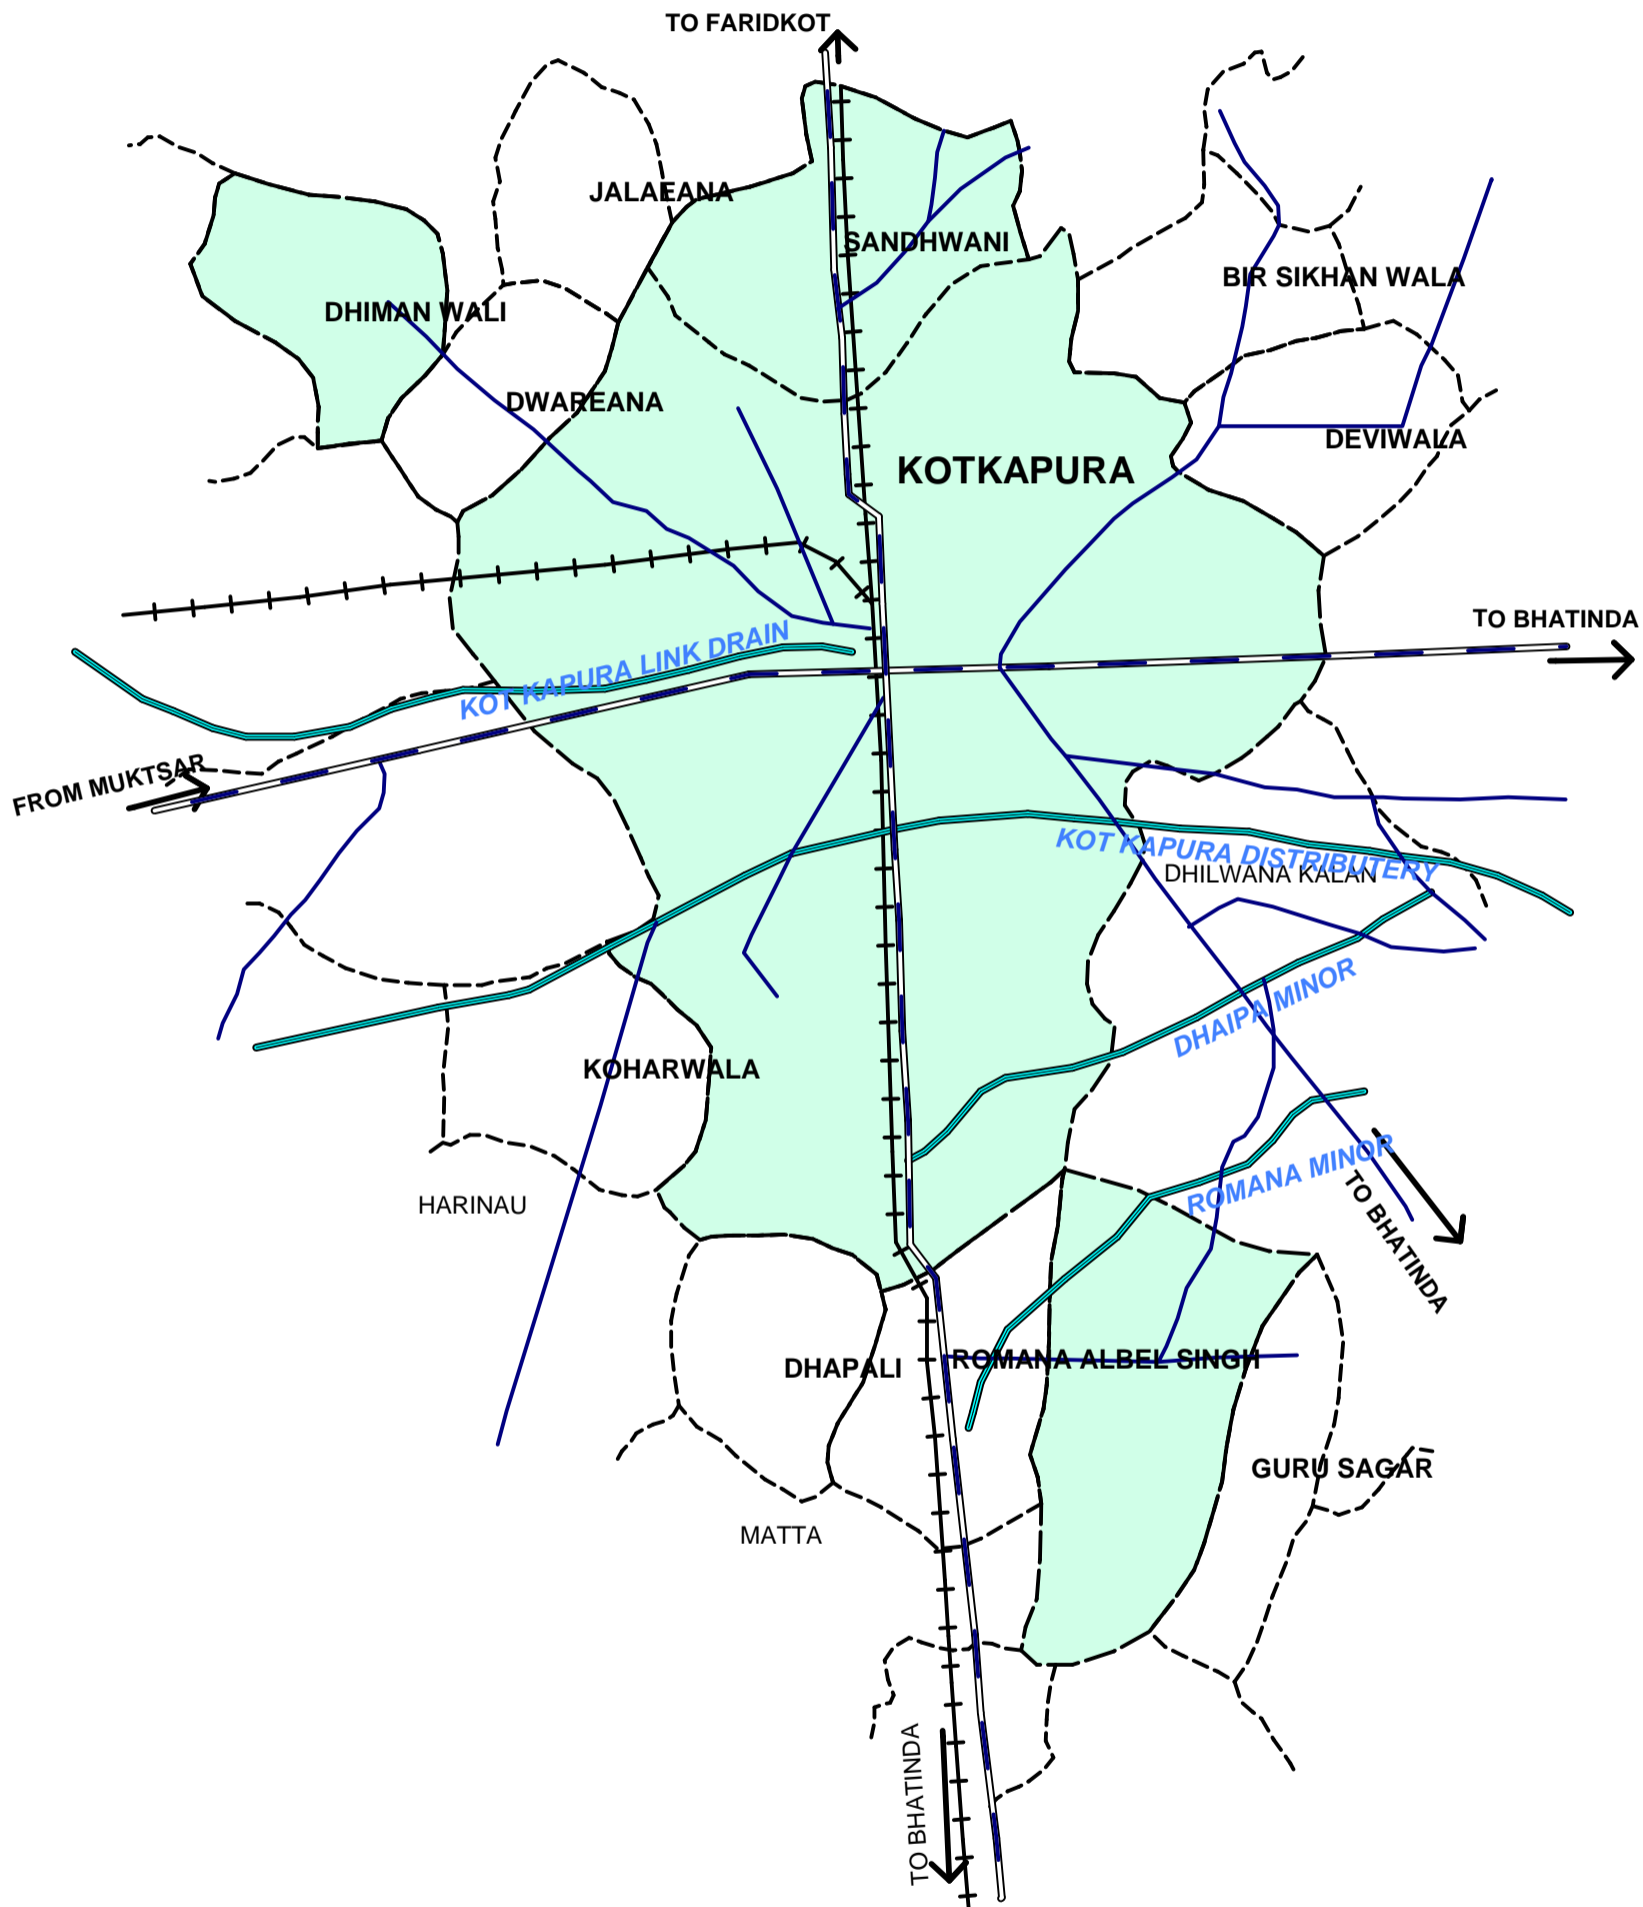 TO FARIDKOT
JALAEANA
SANDHWANI
BIR SIKHAN WALA
DHIMAN WALI
DWAREANA
DEVIWALA
KOTKAPURA
TO BHATINDA
KOT KAPURA LINK DRAIN
FROM MUKTSAR
KOT KAPURA DISTRIBUTERY
DHILWANA KALAN
DHAIPA MINOR
KOHARWALA
ROMANA MINOR
HARINAU
TO BHATINDA
DHAPALI
ROMANA ALBEL SINGH
GURU SAGAR
MATTA
TO BHATINDA